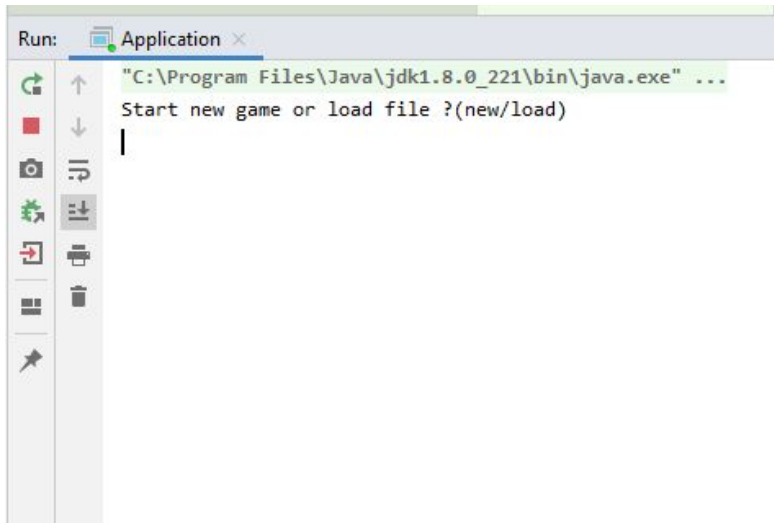 Run: Application
"C:\Program Files\Java\jdk1.8.0_221\bin\java.exe" ...
Start new game or load file ?(new/load)